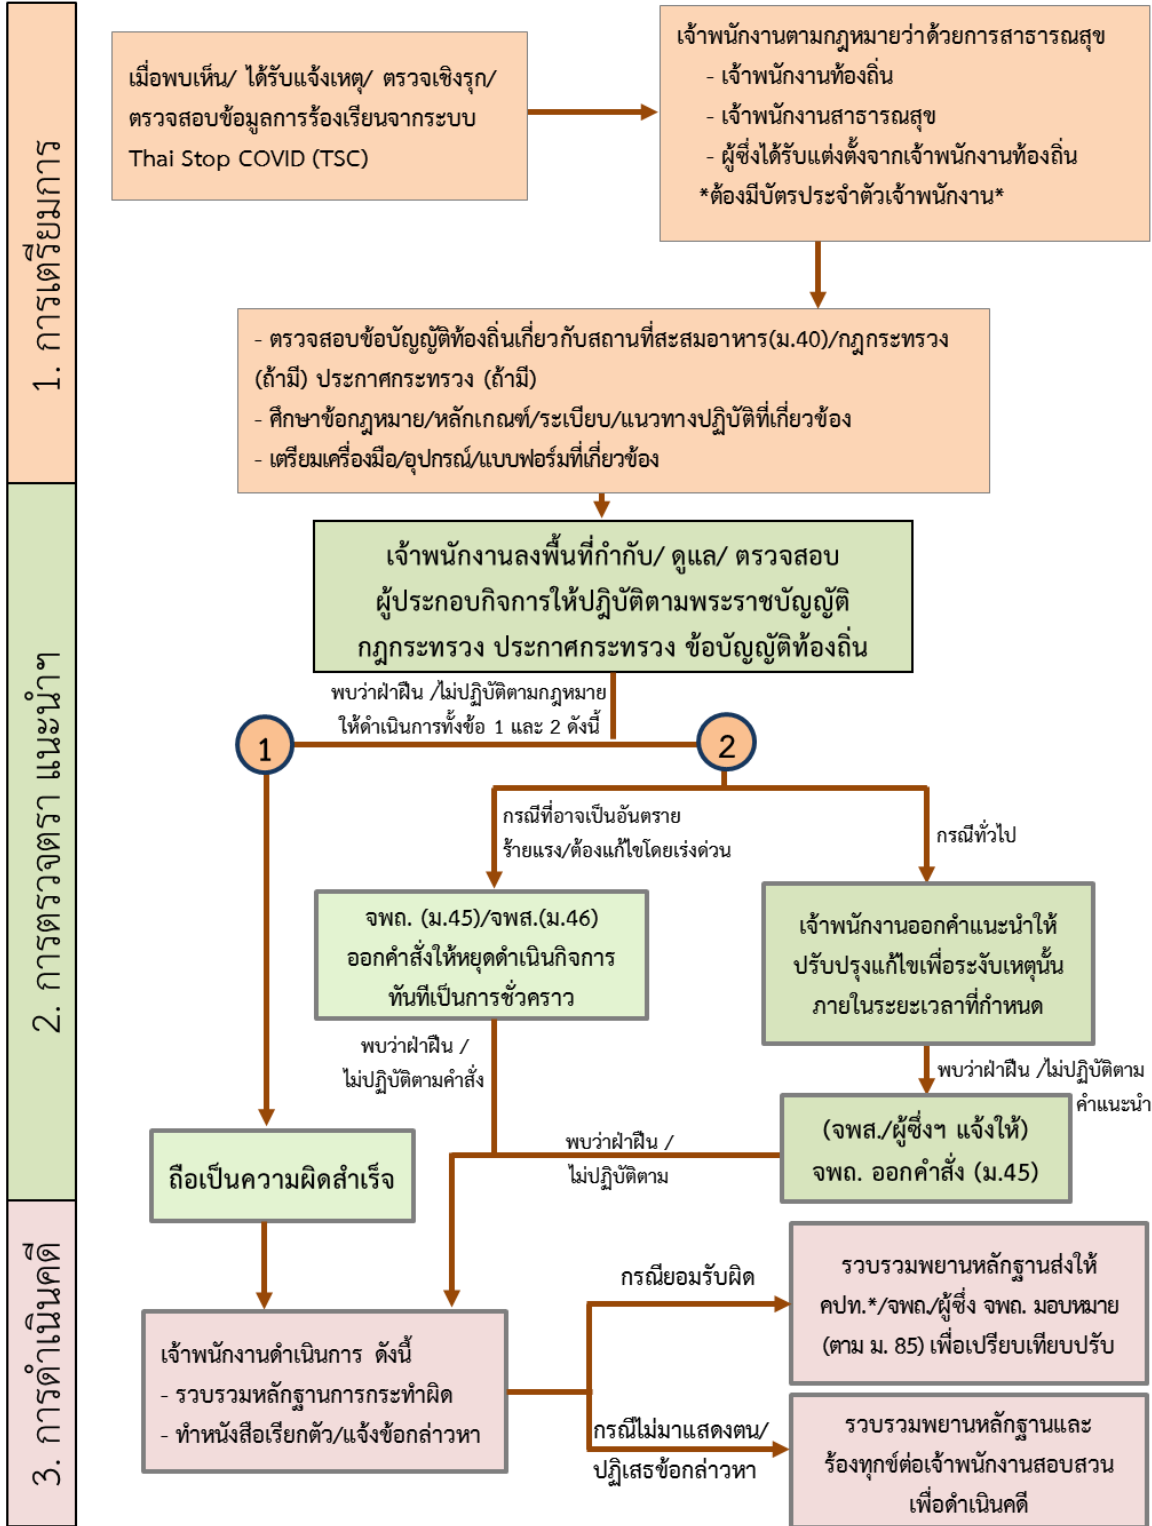 1. การเตรียมการ
เมื่อพบเห็น/ ได้รับแจ้งเหตุ/ ตรวจเชิงรุก/
ตรวจสอบข้อมูลการร้องเรียนจากระบบ
Thai Stop COVID (TSC)
เจ้าพนักงานตามกฎหมายว่าด้วยการสาธารณสุข
- เจ้าพนักงานท้องถิ่น
- เจ้าพนักงานสาธารณสุข
- ผู้ซึ่งได้รับแต่งตั้งจากเจ้าพนักงานท้องถิ่น
*ต้องมีบัตรประจำตัวเจ้าพนักงาน*
- ตรวจสอบข้อบัญญัติท้องถิ่นเกี่ยวกับสถานที่สะสมอาหาร(ม.40)/กฎกระทรวง
(ถ้ามี) ประกาศกระทรวง (ถ้ามี)
- ศึกษาข้อกฎหมาย/หลักเกณฑ์/ระเบียบ/แนวทางปฏิบัติที่เกี่ยวข้อง
- เตรียมเครื่องมือ/อุปกรณ์/แบบฟอร์มที่เกี่ยวข้อง
2. การตรวจตรา แนะนำฯ
เจ้าพนักงานลงพื้นที่กำกับ/ ดูแล/ ตรวจสอบ
ผู้ประกอบกิจการให้ปฏิบัติตามพระราชบัญญัติ
กฎกระทรวง ประกาศกระทรวง ข้อบัญญัติท้องถิ่น
พบว่าฝ่าฝืน /ไม่ปฏิบัติตามกฎหมาย
ให้ดำเนินการทั้งข้อ 1 และ 2 ดังนี้
1
2
กรณีที่อาจเป็นอันตราย
ร้ายแรง/ต้องแก้ไขโดยเร่งด่วน
กรณีทั่วไป
จพถ. (ม.45)/จพส.(ม.46)
ออกคำสั่งให้หยุดดำเนินกิจการ
ทันทีเป็นการชั่วคราว
เจ้าพนักงานออกคำแนะนำให้
ปรับปรุงแก้ไขเพื่อระงับเหตุนั้น
ภายในระยะเวลาที่กำหนด
พบว่าฝ่าฝืน /
ไม่ปฏิบัติตามคำสั่ง
พบว่าฝ่าฝืน /ไม่ปฏิบัติตาม
คำแนะนำ
(จพส./ผู้ซึ่งฯ แจ้งให้)
จพถ. ออกคำสั่ง (ม.45)
พบว่าฝ่าฝืน /
ไม่ปฏิบัติตาม
ถือเป็นความผิดสำเร็จ
3. การดำเนินคดี
เจ้าพนักงานดำเนินการ ดังนี้
- รวบรวมหลักฐานการกระทำผิด
- ทำหนังสือเรียกตัว/แจ้งข้อกล่าวหา
กรณียอมรับผิด
รวบรวมพยานหลักฐานส่งให้
คปท.*/จพถ./ผู้ซึ่ง จพถ. มอบหมาย
(ตาม ม. 85) เพื่อเปรียบเทียบปรับ
กรณีไม่มาแสดงตน/
ปฏิเสธข้อกล่าวหา
รวบรวมพยานหลักฐานและ
ร้องทุกข์ต่อเจ้าพนักงานสอบสวน
เพื่อดำเนินคดี